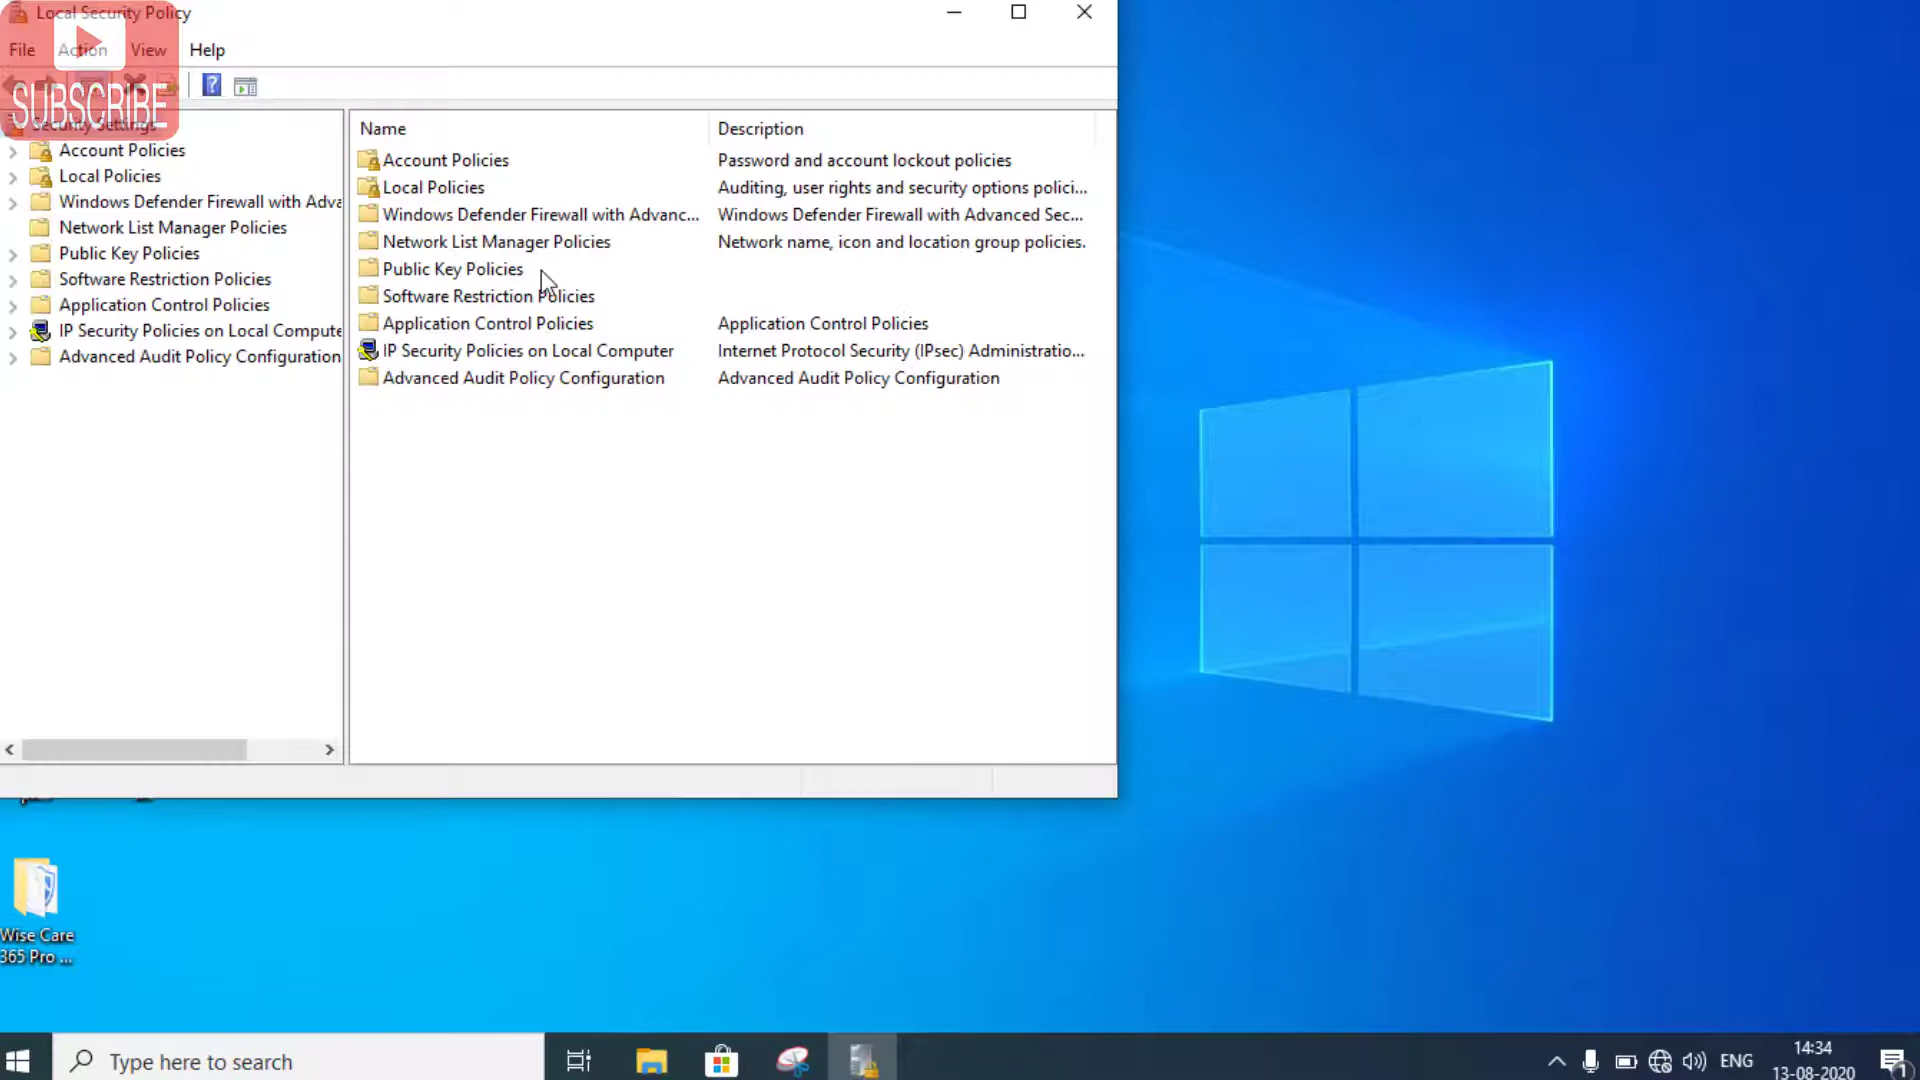 Local Security Policy
File Action View Help
SUBSCRIBE
Security Settings
Account Policies
Local Policies
Windows Defender Firewall with Adva
Network List Manager Policies
Public Key Policies
Software Restriction Policies
Application Control Policies
IP Security Policies on Local Compute
Advanced Audit Policy Configuration
Name Description
Account Policies Password and account lockout policies
Local Policies Auditing, user rights and security options polici...
Windows Defender Firewall with Advanc... Windows Defender Firewall with Advanced Sec...
Network List Manager Policies Network name, icon and location group policies.
Public Key Policies
Software Restriction Policies
Application Control Policies Application Control Policies
IP Security Policies on Local Computer Internet Protocol Security (IPsec) Administratio...
Advanced Audit Policy Configuration Advanced Audit Policy Configuration
Wise Care
365 Pro ...
Type here to search
ENG
14:34
13-08-2020
1